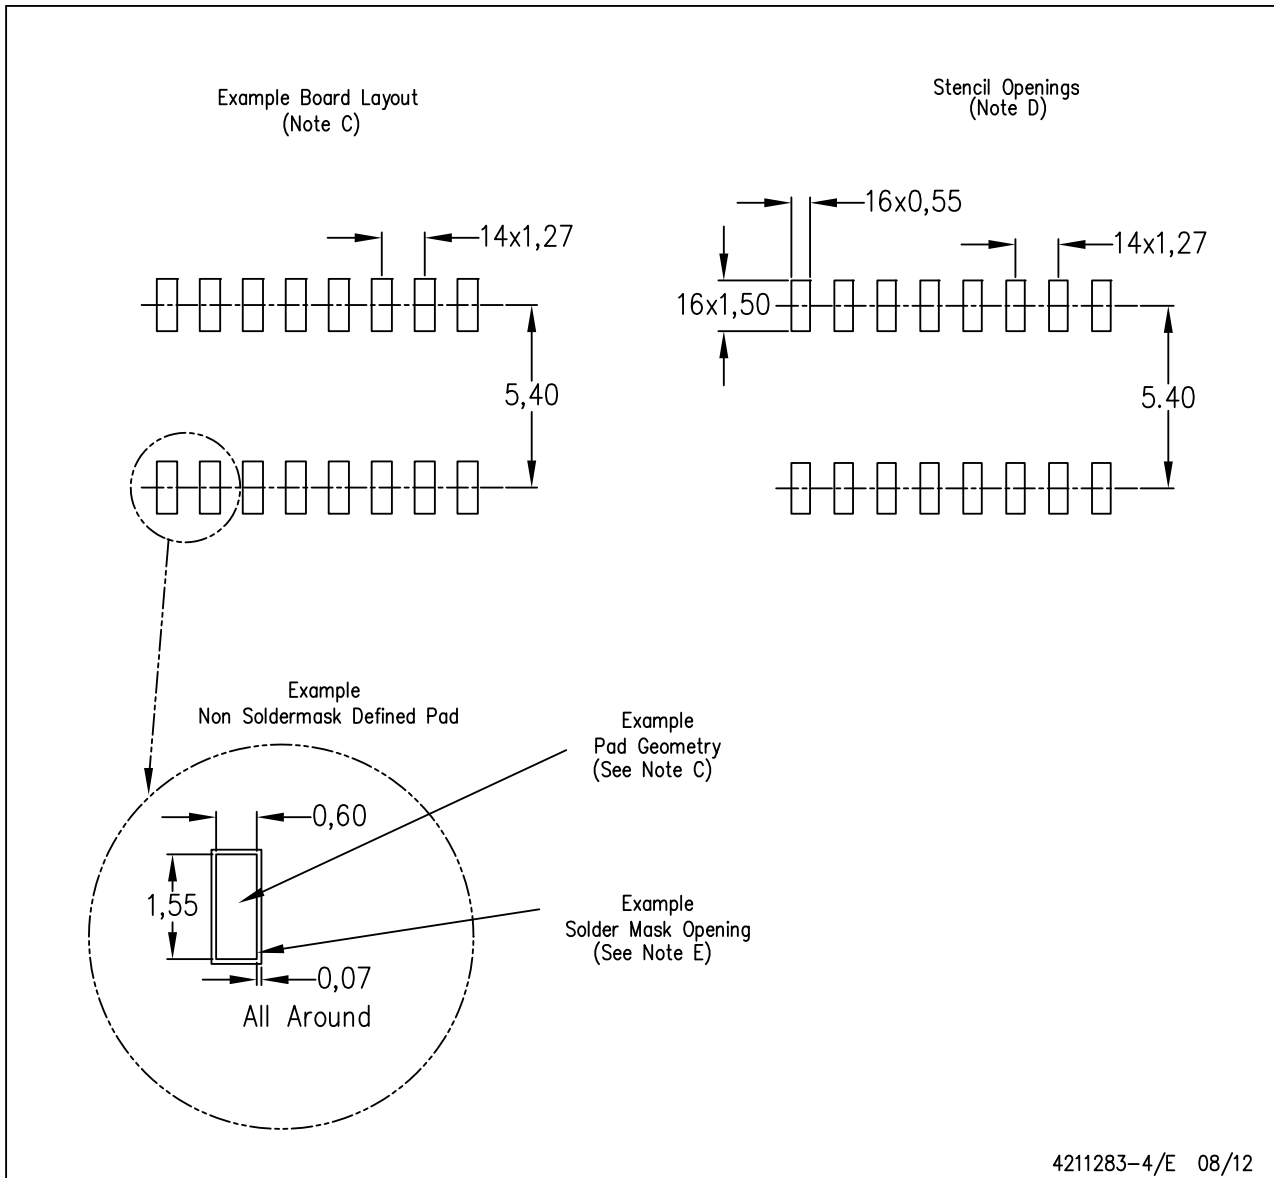 Example Board Layout
(Note C)
Stencil Openings
(Note D)
14x1,27
5,40
16x0,55
14x1,27
16x1,50
5.40
Example
Non Soldermask Defined Pad
Example
Pad Geometry
(See Note C)
0,60
1,55
Example
Solder Mask Opening
(See Note E)
0,07
All Around
4211283-4/E 08/12